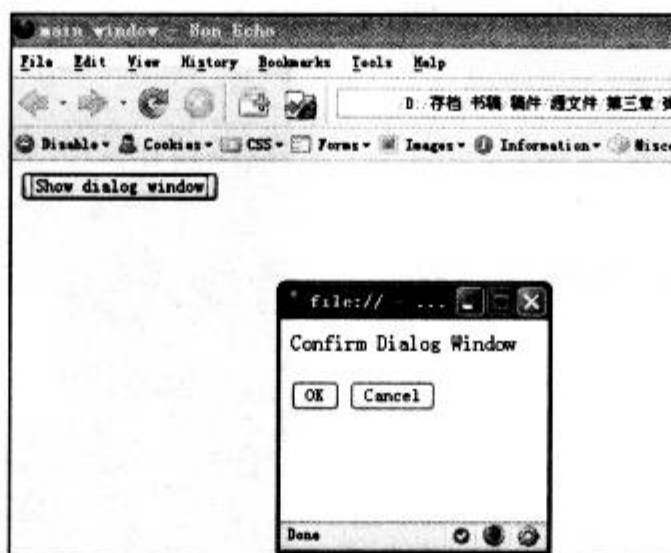 main window - Bon Echo
File Edit View History Bookmarks Tools Help
D: 存档 书稿 稿件 源文件 第三章
Disable Cookies CSS Forms Images Information
Show dialog window
file:// - ...
Confirm Dialog Window
OK Cancel
Done